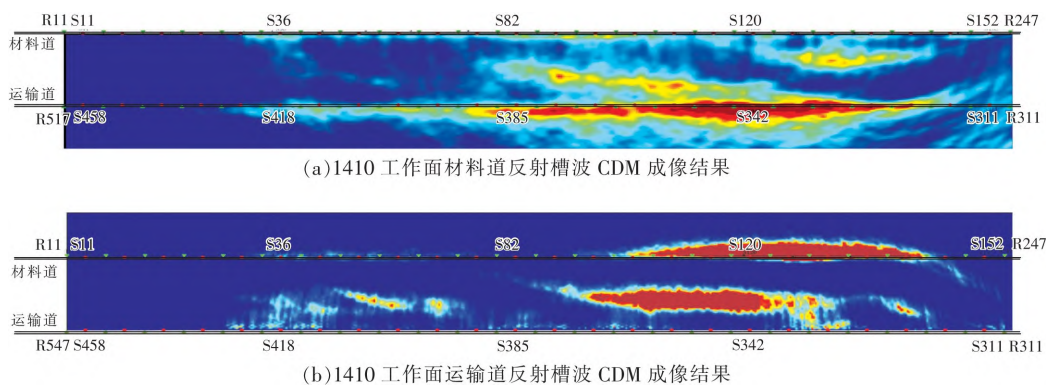 R11 S11 S36 S82 S120 S152 R247
材料道
运输道
R517 S458 S418 S385 S342 S311 R311
(a)1410 工作面材料道反射槽波 CDM 成像结果
R11 S11 S36 S82 S120 S152 R247
材料道
运输道
R547 S458 S418 S385 S342 S311 R311
(b)1410 工作面运输道反射槽波 CDM 成像结果